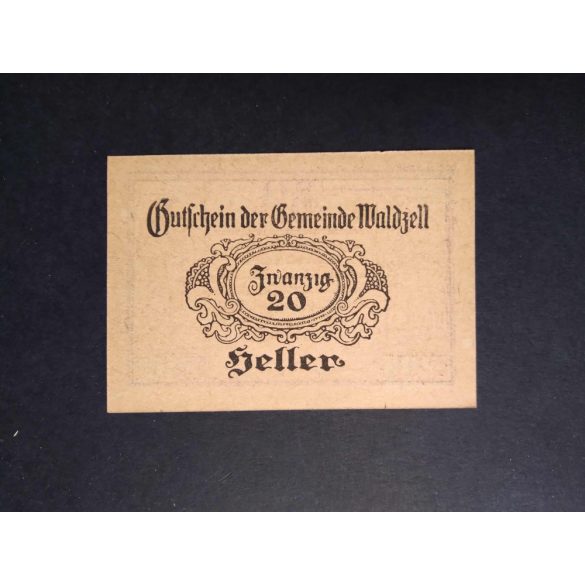 Gutschein der Gemeinde Waldzell
Zwanzig
20
Heller